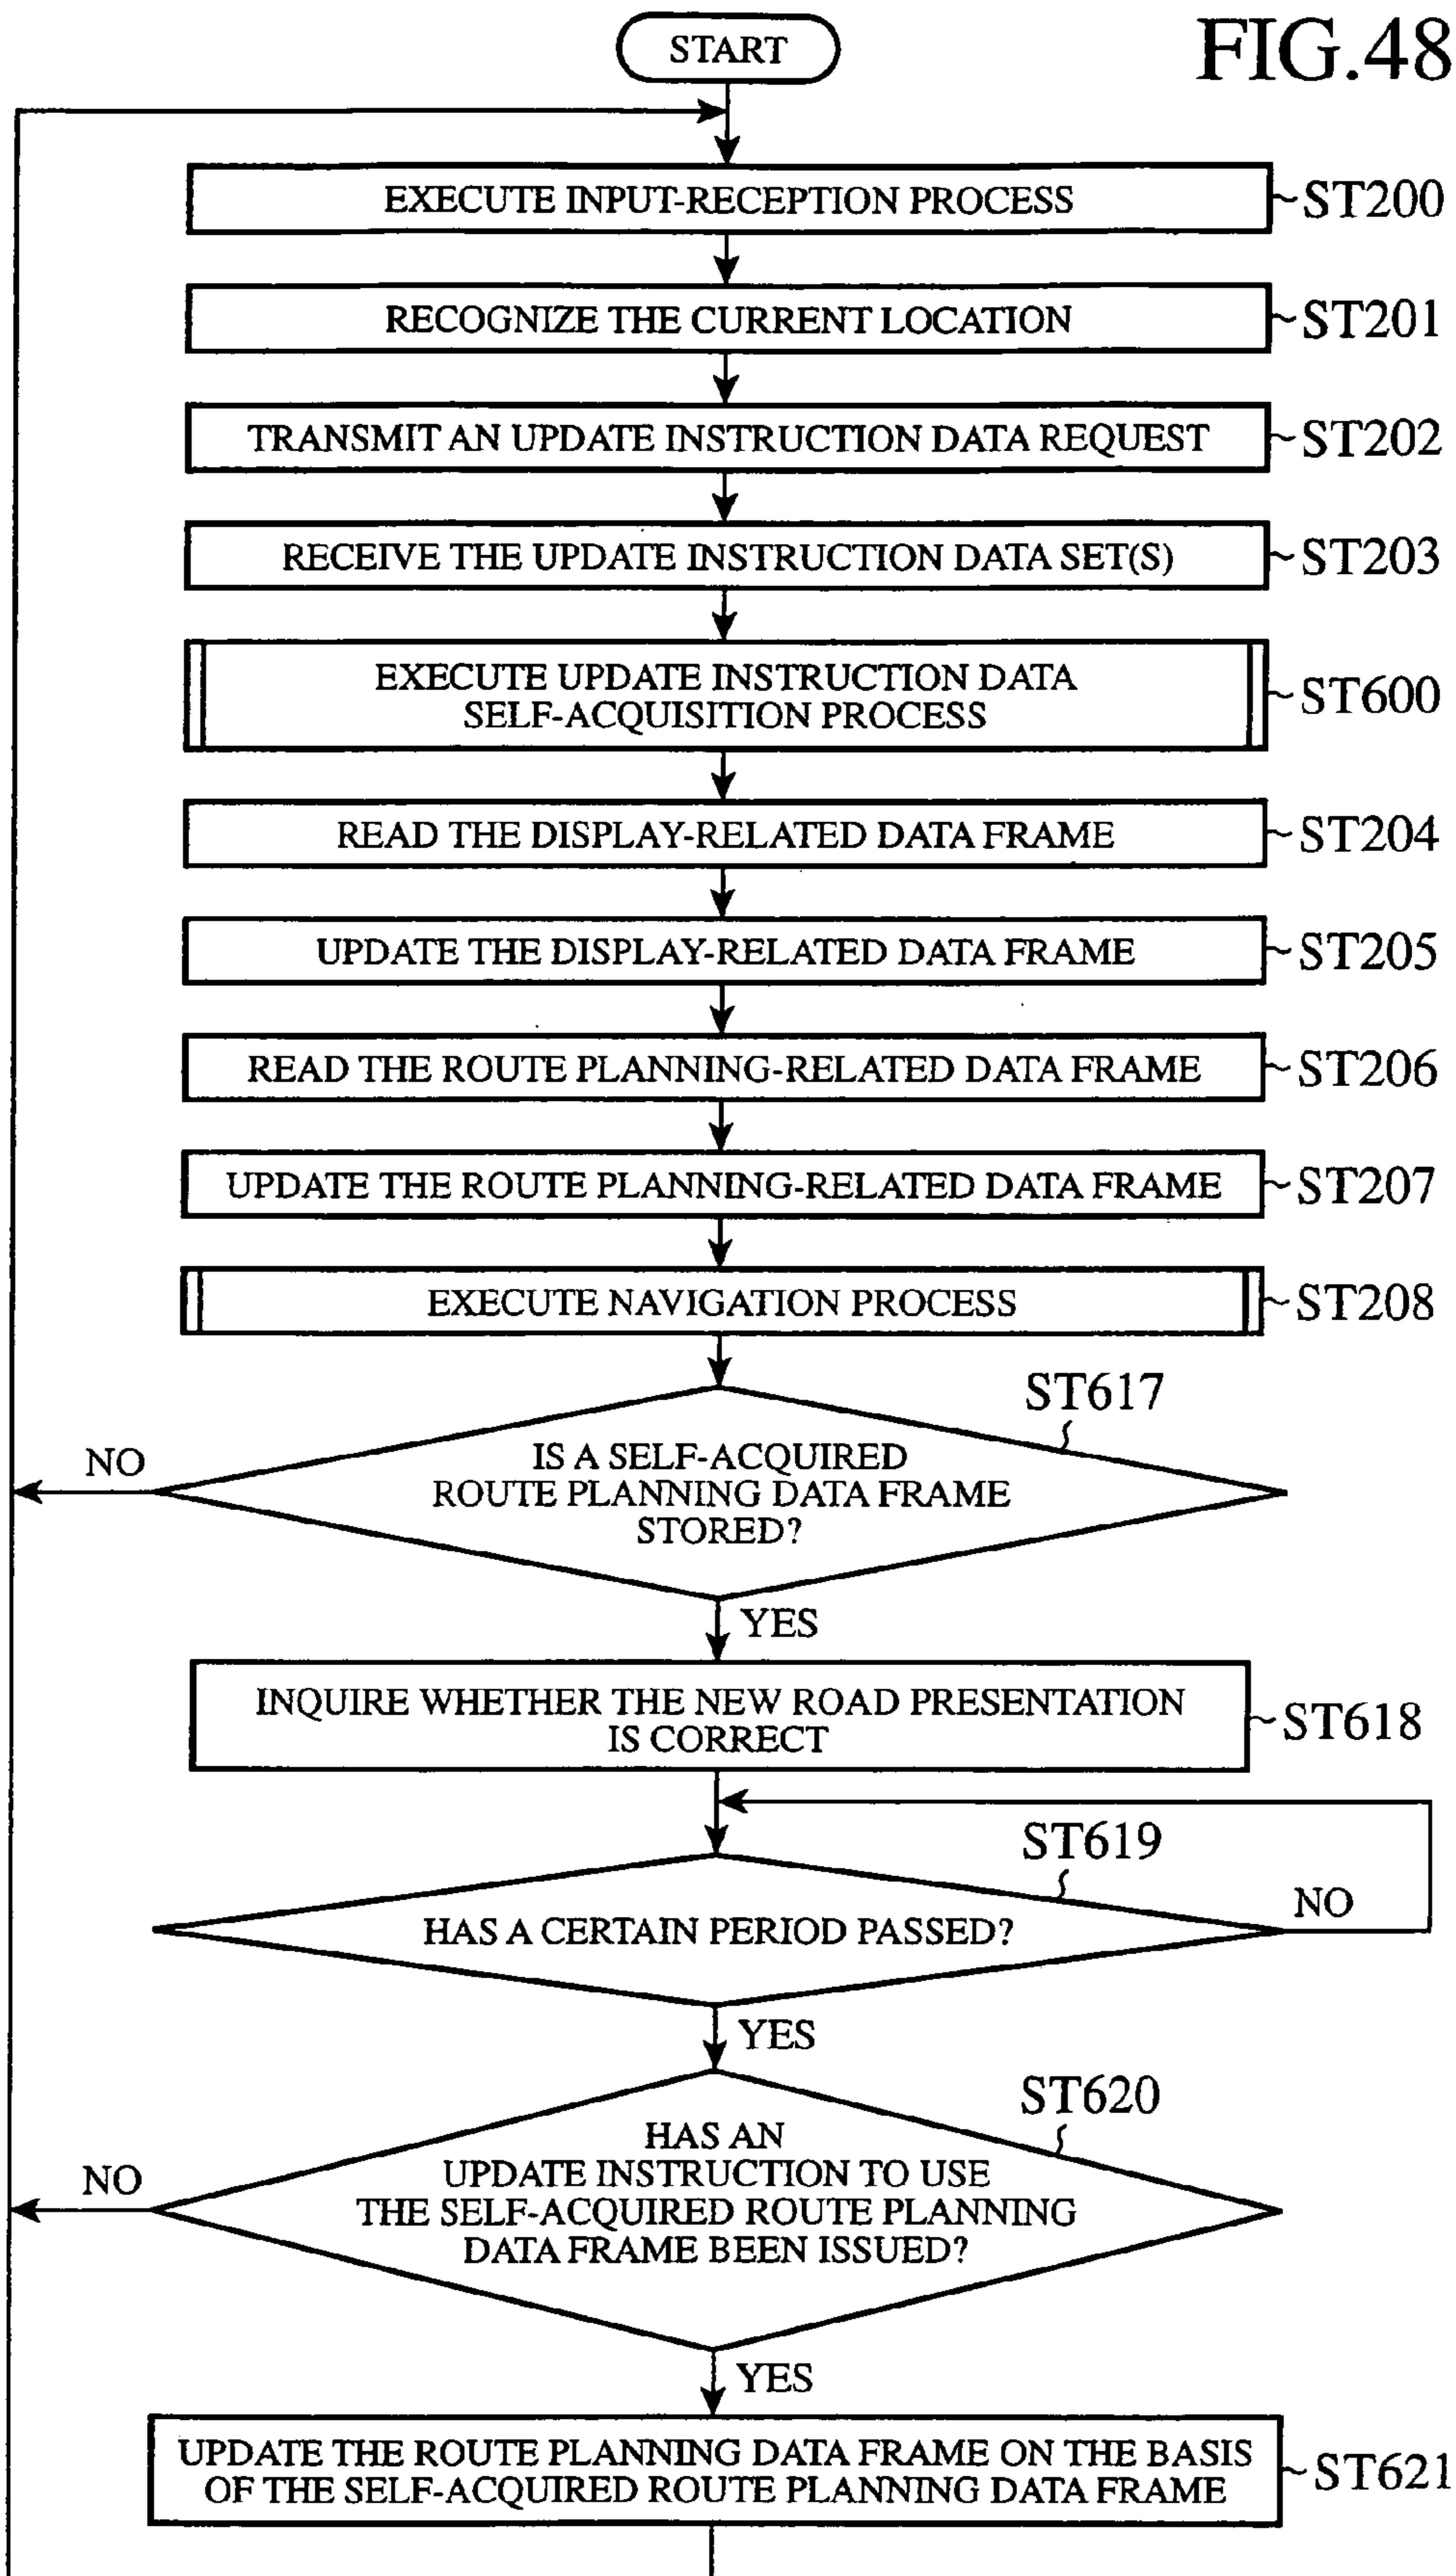 FIG.48
START
EXECUTE INPUT-RECEPTION PROCESS
ST200
RECOGNIZE THE CURRENT LOCATION
ST201
TRANSMIT AN UPDATE INSTRUCTION DATA REQUEST
ST202
RECEIVE THE UPDATE INSTRUCTION DATA SET(S)
ST203
EXECUTE UPDATE INSTRUCTION DATA
SELF-ACQUISITION PROCESS
ST600
READ THE DISPLAY-RELATED DATA FRAME
ST204
UPDATE THE DISPLAY-RELATED DATA FRAME
ST205
READ THE ROUTE PLANNING-RELATED DATA FRAME
ST206
UPDATE THE ROUTE PLANNING-RELATED DATA FRAME
ST207
EXECUTE NAVIGATION PROCESS
ST208
ST617
IS A SELF-ACQUIRED
ROUTE PLANNING DATA FRAME
STORED?
NO
YES
INQUIRE WHETHER THE NEW ROAD PRESENTATION
IS CORRECT
ST618
ST619
HAS A CERTAIN PERIOD PASSED?
NO
YES
ST620
HAS AN
UPDATE INSTRUCTION TO USE
THE SELF-ACQUIRED ROUTE PLANNING
DATA FRAME BEEN ISSUED?
NO
YES
UPDATE THE ROUTE PLANNING DATA FRAME ON THE BASIS
OF THE SELF-ACQUIRED ROUTE PLANNING DATA FRAME
ST621